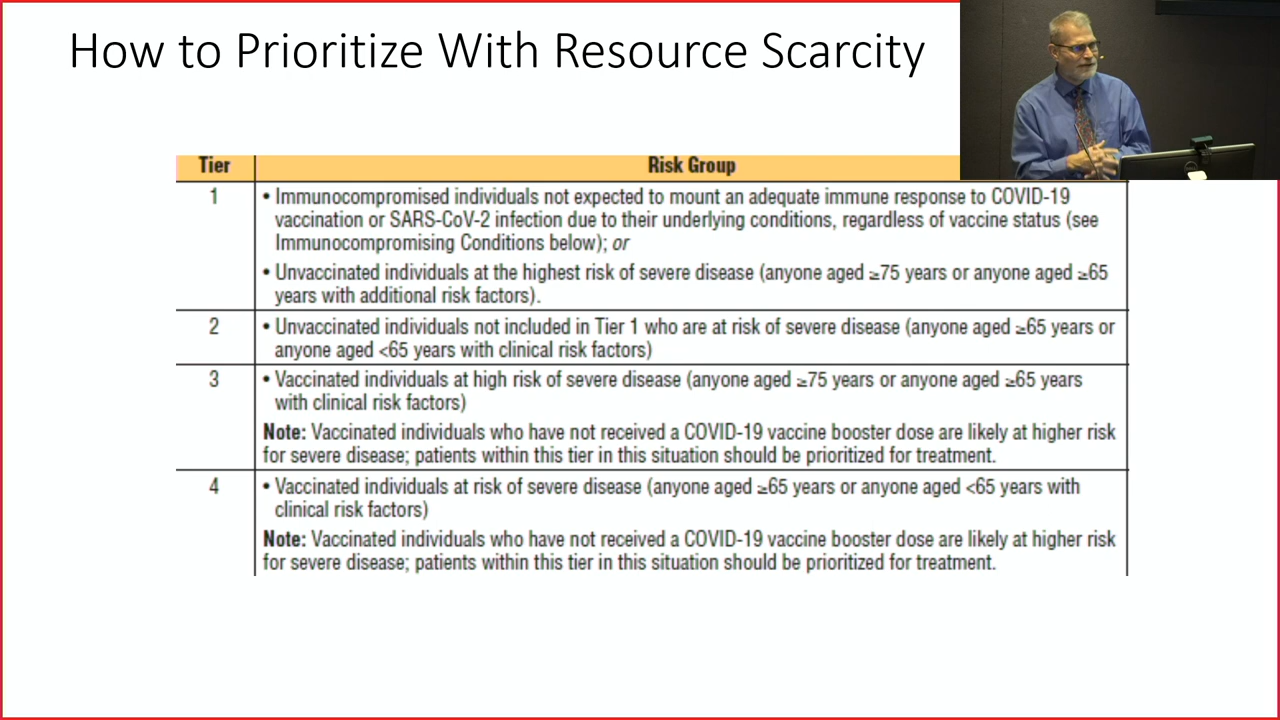 How to Prioritize With Resource Scarcity
Tier Risk Group
1 • Immunocompromised individuals not expected to mount an adequate immune response to COVID-19
vaccination or SARS-CoV-2 infection due to their underlying conditions, regardless of vaccine status (see
Immunocompromising Conditions below); or
• Unvaccinated individuals at the highest risk of severe disease (anyone aged ≥75 years or anyone aged ≥65
years with additional risk factors).
2 • Unvaccinated individuals not included in Tier 1 who are at risk of severe disease (anyone aged ≥65 years or
anyone aged <65 years with clinical risk factors)
3 • Vaccinated individuals at high risk of severe disease (anyone aged ≥75 years or anyone aged ≥65 years
with clinical risk factors)
Note: Vaccinated individuals who have not received a COVID-19 vaccine booster dose are likely at higher risk
for severe disease; patients within this tier in this situation should be prioritized for treatment.
4 • Vaccinated individuals at risk of severe disease (anyone aged ≥65 years or anyone aged <65 years with
clinical risk factors)
Note: Vaccinated individuals who have not received a COVID-19 vaccine booster dose are likely at higher risk
for severe disease; patients within this tier in this situation should be prioritized for treatment.